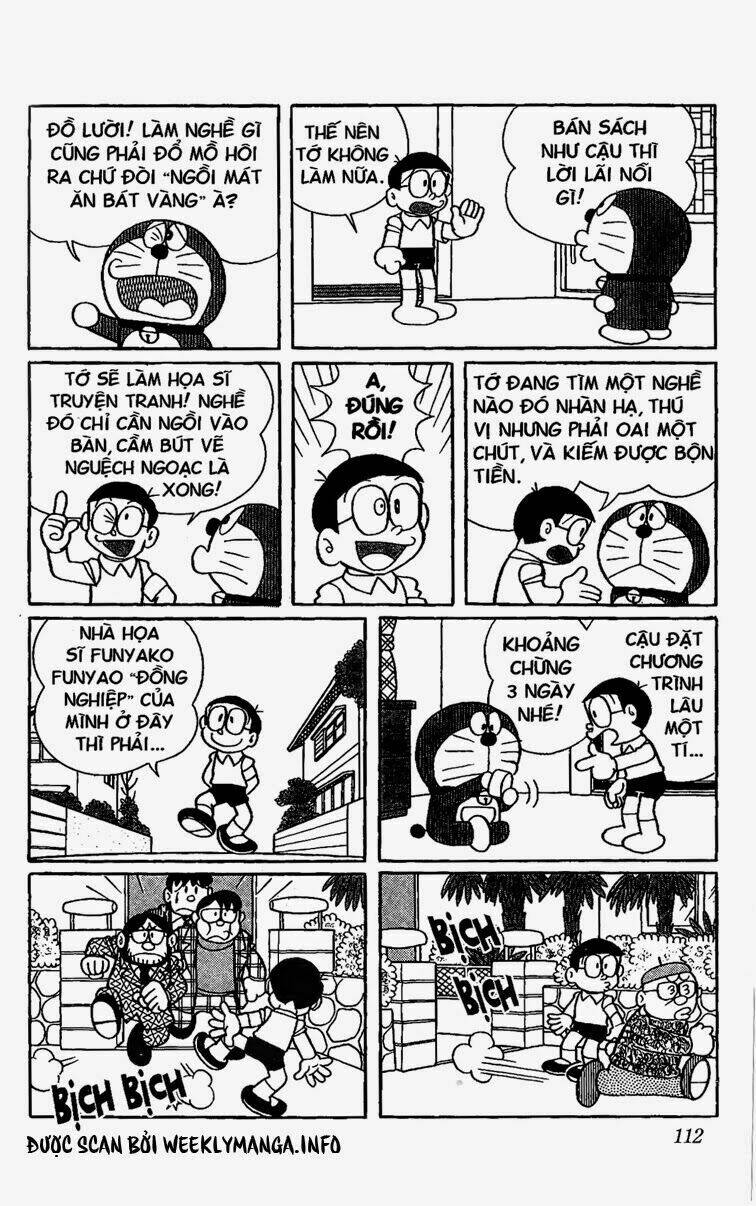 BÁN SÁCH
NHƯ CẬU THÌ
LỜI LÃI NỖI
GÌ!
THẾ NÊN
TỚ KHÔNG
LÀM NỮA.
ĐỒ LƯỜI! LÀM NGHỀ GÌ
CŨNG PHẢI ĐỔ MỒ HÔI
RA CHỨ ĐÒI “NGỒI MÁT
ĂN BÁT VÀNG” À?
TỚ ĐANG TÌM MỘT NGHỀ
NÀO ĐÓ NHÀN HẠ, THÚ
VỊ NHƯNG PHẢI OAI MỘT
CHÚT, VÀ KIẾM ĐƯỢC BỘN
TIỀN.
A,
ĐÚNG
RỒI!
TỚ SẼ LÀM HỌA SĨ
TRUYỆN TRANH! NGHỀ
ĐÓ CHỈ CẦN NGỒI VÀO
BÀN, CẦM BÚT VẼ
NGUỆCH NGOẠC LÀ
XONG!
CẬU ĐẶT
CHƯƠNG
TRÌNH
LÂU
MỘT
TÍ...
KHOẢNG
CHỪNG
3 NGÀY
NHÉ!
NHÀ HỌA
SĨ FUNYAKO
FUNYAO “ĐỒNG
NGHIỆP” CỦA
MÌNH Ở ĐÂY
THÌ PHẢI...
BỊCH
BỊCH
BỊCH BỊCH
ĐƯỢC SCAN BỞI WEEKLYMANGA.INFO
112